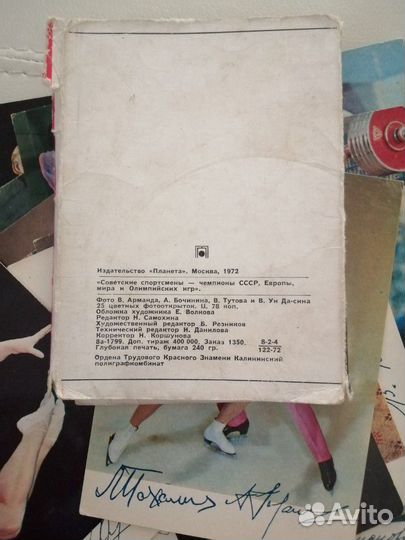 Издательство «Планета». Москва, 1972
«Советские спортсмены — чемпионы СССР, Европы,
мира и Олимпийских игр».
Фото В. Арманда, А. Бочинина, В. Тутова и В. Ун Да-сина
25 цветных фотооткрыток. Ц. 78 коп.
Обложка художника Е. Волкова
Редактор Н. Самохина
Художественный редактор Б. Резников
Технический редактор Н. Данилова
Корректор Н. Коршунова
8а-1799. Доп. тираж 400 000, Заказ 1350.
Глубокая печать, бумага 240 гр.
8-2-4
122-72
Ордена Трудового Красного Знамени Калининский
полиграфкомбинат
Avito